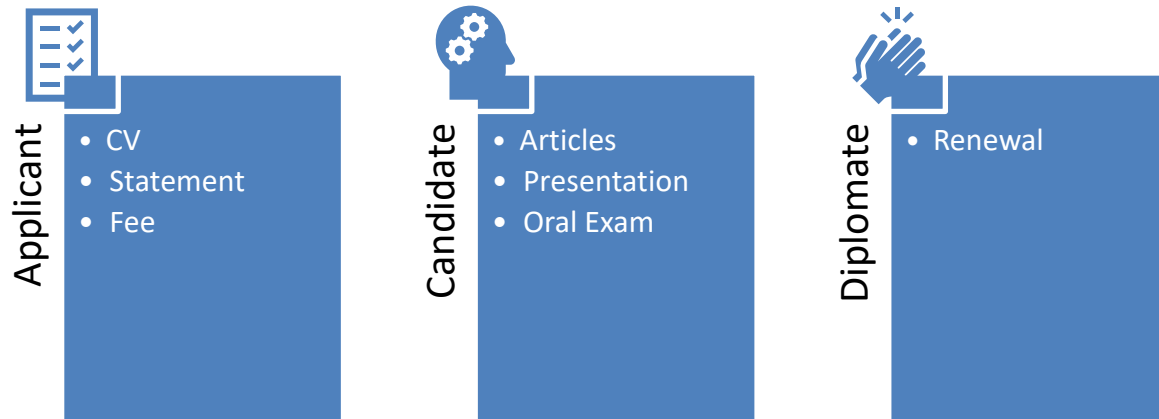 Applicant
• CV
• Statement
• Fee
Candidate
• Articles
• Presentation
• Oral Exam
Diplomate
• Renewal